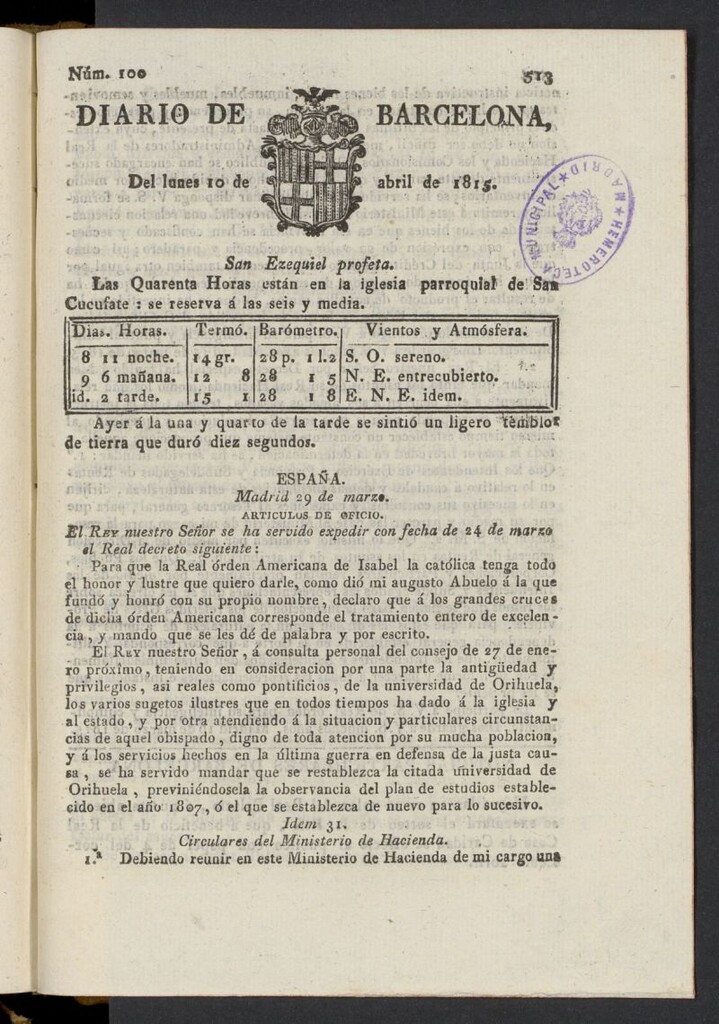 Núm. 100 513
DIARIO DE BARCELONA,
Del lunes 10 de abril de 1815.
HEMEROTECA MUNICIPAL ★ MADRID ★
San Ezequiel profeta.
Las Quarenta Horas están en la iglesia parroquial de San
Cucufate : se reserva á las seis y media.
Dias. Horas. Termó. Barómetro. Vientos y Atmósfera.
8 11 noche. 14 gr. 28 p. 1 l. 2 S. O. sereno.
9 6 mañana. 12 8 28 1 5 N. E. entrecubierto.
id. 2 tarde. 15 1 28 1 8 E. N. E. idem.
Ayer á la una y quarto de la tarde se sintió un ligero temblor
de tierra que duró diez segundos.
ESPAÑA.
Madrid 29 de marzo.
ARTICULOS DE OFICIO.
El REY nuestro Señor se ha servido expedir con fecha de 24 de marzo
el Real decreto siguiente :
Para que la Real órden Americana de Isabel la católica tenga todo
el honor y lustre que quiero darle, como dió mi augusto Abuelo á la que
fundó y honró con su propio nombre , declaro que á los grandes cruces
de dicha órden Americana corresponde el tratamiento entero de excelen-
cia , y mando que se les dé de palabra y por escrito.
El REY nuestro Señor , á consulta personal del consejo de 27 de ene-
ro próximo , teniendo en consideracion por una parte la antigüedad y
privilegios , asi reales como pontificios , de la universidad de Orihuela,
los varios sugetos ilustres que en todos tiempos ha dado á la iglesia y
al estado , y por otra atendiendo á la situacion y particulares circunstan-
cias de aquel obispado , digno de toda atencion por su mucha poblacion,
y á los servicios hechos en la última guerra en defensa de la justa cau-
sa , se ha servido mandar que se restablezca la citada universidad de
Orihuela , previniéndosela la observancia del plan de estudios estable-
cido en el año 1807, ó el que se establezca de nuevo para lo sucesivo.
Idem 31.
Circulares del Ministerio de Hacienda.
1.ª Debiendo reunir en este Ministerio de Hacienda de mi cargo una